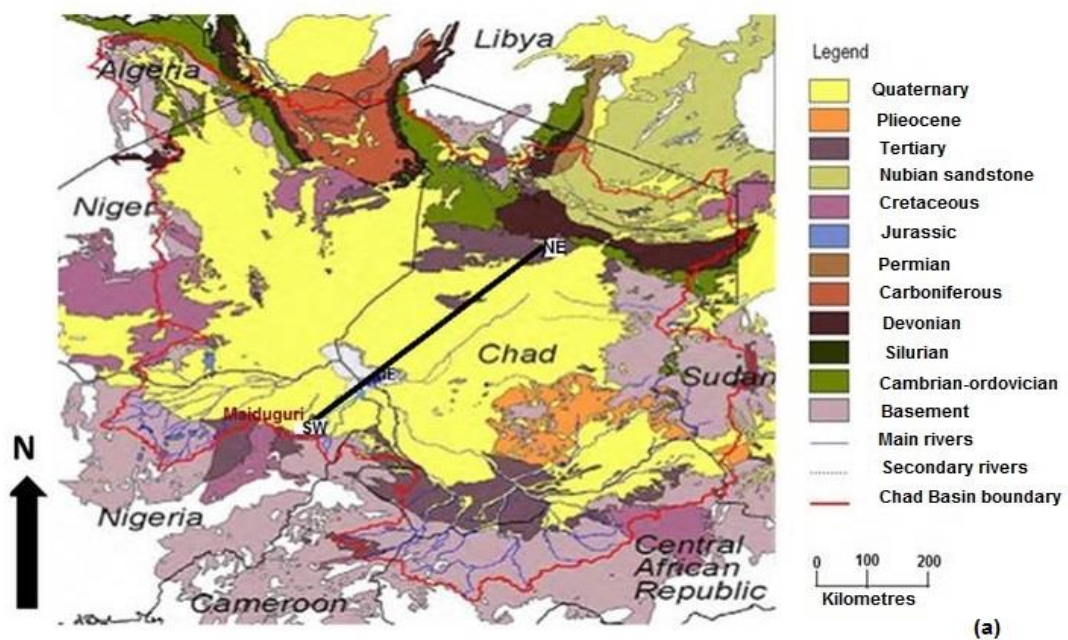 Libya
Algeria
Niger
NE
Chad
Sudan
Maiduguri
SW
N
Nigeria
Central
African
Republic
Cameroon
Legend
Quaternary
Plieocene
Tertiary
Nubian sandstone
Cretaceous
Jurassic
Permian
Carboniferous
Devonian
Silurian
Cambrian-ordovician
Basement
Main rivers
Secondary rivers
Chad Basin boundary
0 100 200
Kilometres
(a)